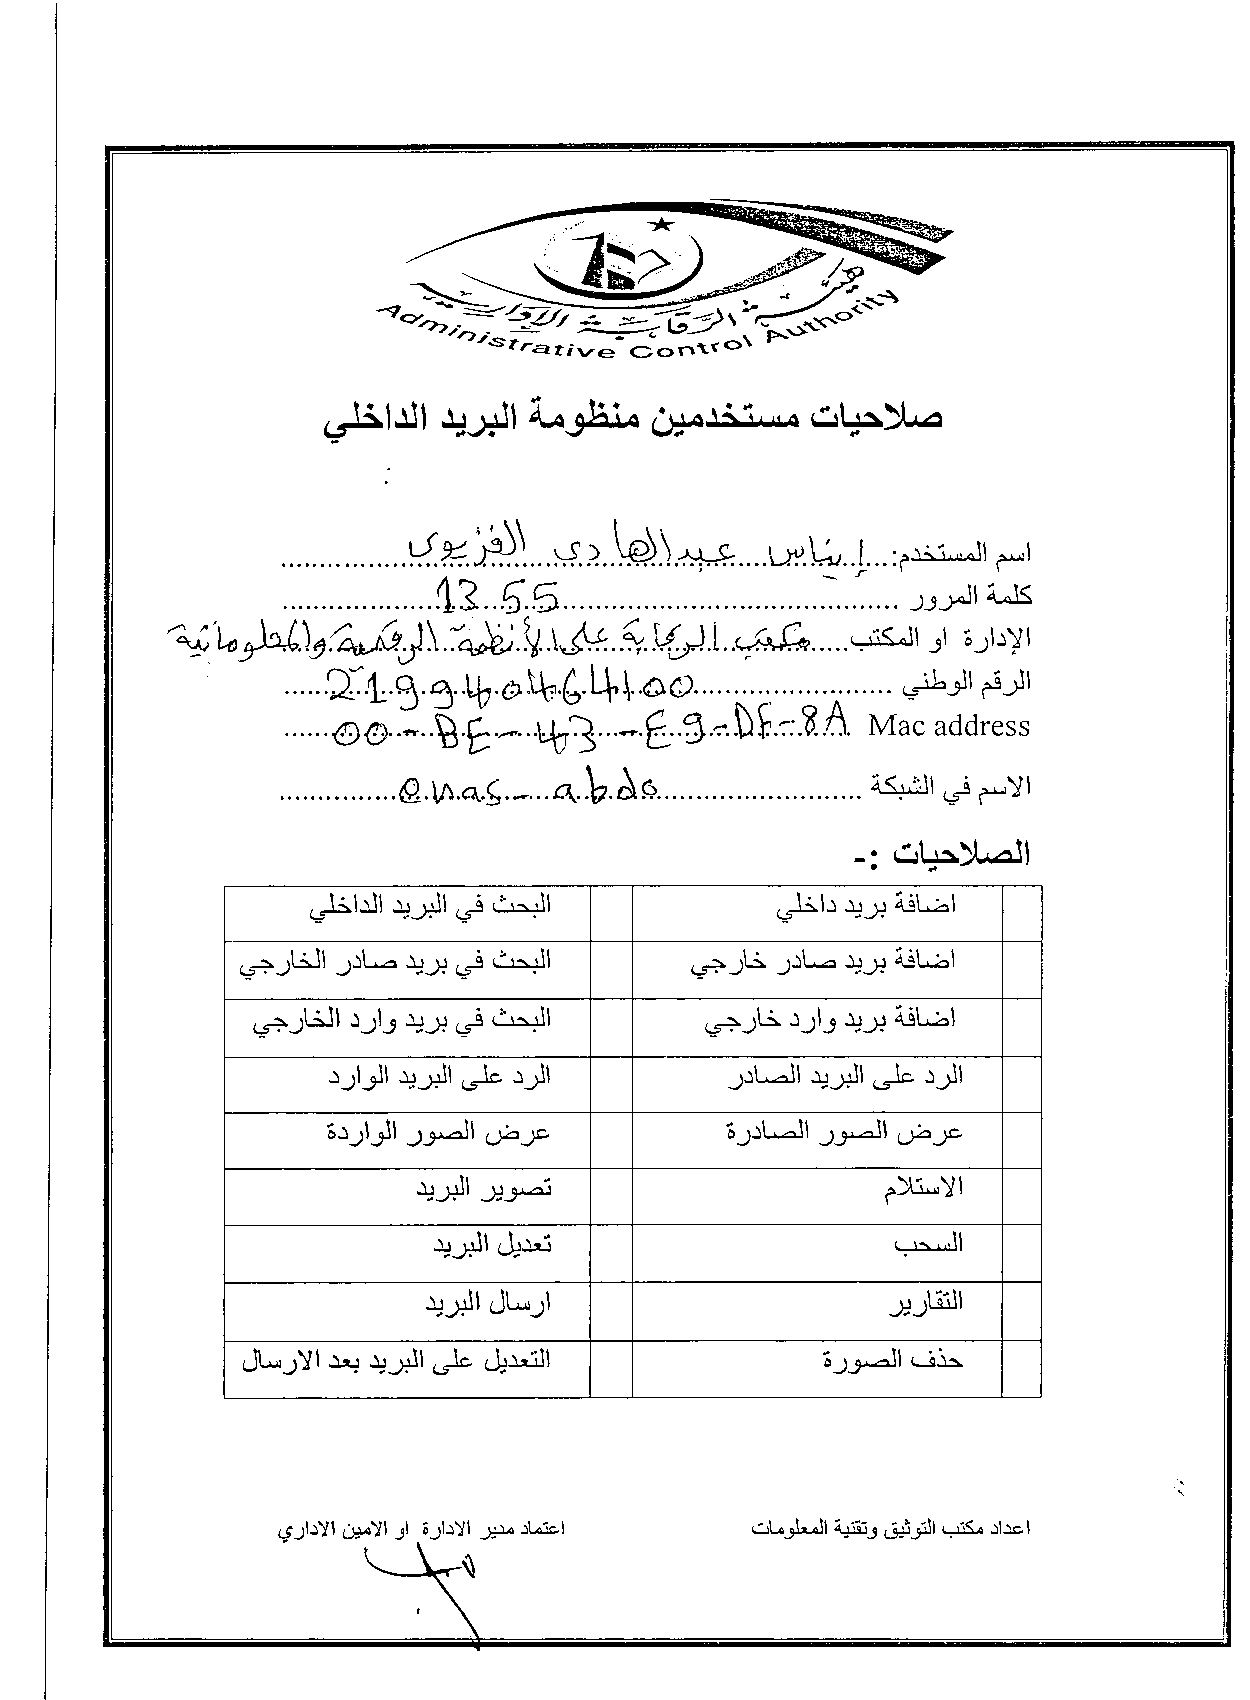 هيئة الرقابة الإدارية
Administrative Control Authority
صلاحيات مستخدمين منظومة البريد الداخلي
اسم المستخدم: إيناس عبدالهادي الفزيوي
كلمة المرور 1355
الإدارة او المكتب مكتب الرقابة على الأنظمة الرقمية والمعلوماتية
الرقم الوطني 219940464100
Mac address 00-BE-43-E9-DF-8A
الاسم في الشبكة enas-abdo
الصلاحيات :-
اضافة بريد داخلي البحث في البريد الداخلي
اضافة بريد صادر خارجي البحث في بريد صادر الخارجي
اضافة بريد وارد خارجي البحث في بريد وارد الخارجي
الرد على البريد الصادر الرد على البريد الوارد
عرض الصور الصادرة عرض الصور الواردة
الاستلام تصوير البريد
السحب تعديل البريد
التقارير ارسال البريد
حذف الصورة التعديل على البريد بعد الارسال
اعداد مكتب التوثيق وتقنية المعلومات اعتماد مدير الادارة او الامين الاداري